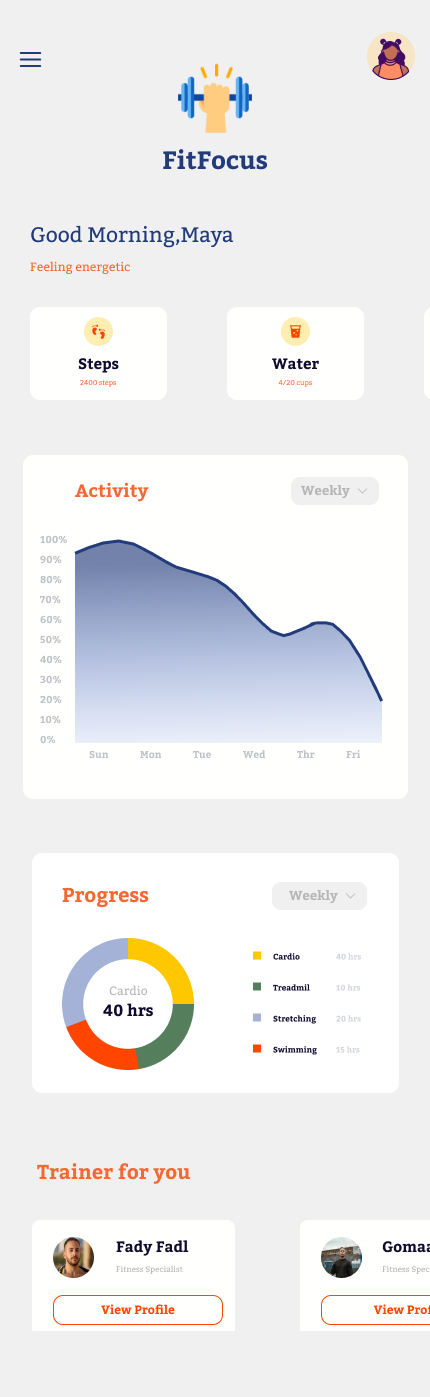 FitFocus
Good Morning,Maya
Feeling energetic
Steps
2400 steps
Water
4/20 cups
Activity
Weekly
100%
90%
80%
70%
60%
50%
40%
30%
20%
10%
0%
Sun Mon Tue Wed Thr Fri
Progress
Weekly
Cardio
40 hrs
Cardio 40 hrs
Treadmil 10 hrs
Stretching 20 hrs
Swimming 15 hrs
Trainer for you
Fady Fadl
Fitness Specialist
View Profile
Gomaa
Fitness Spec
View Prof